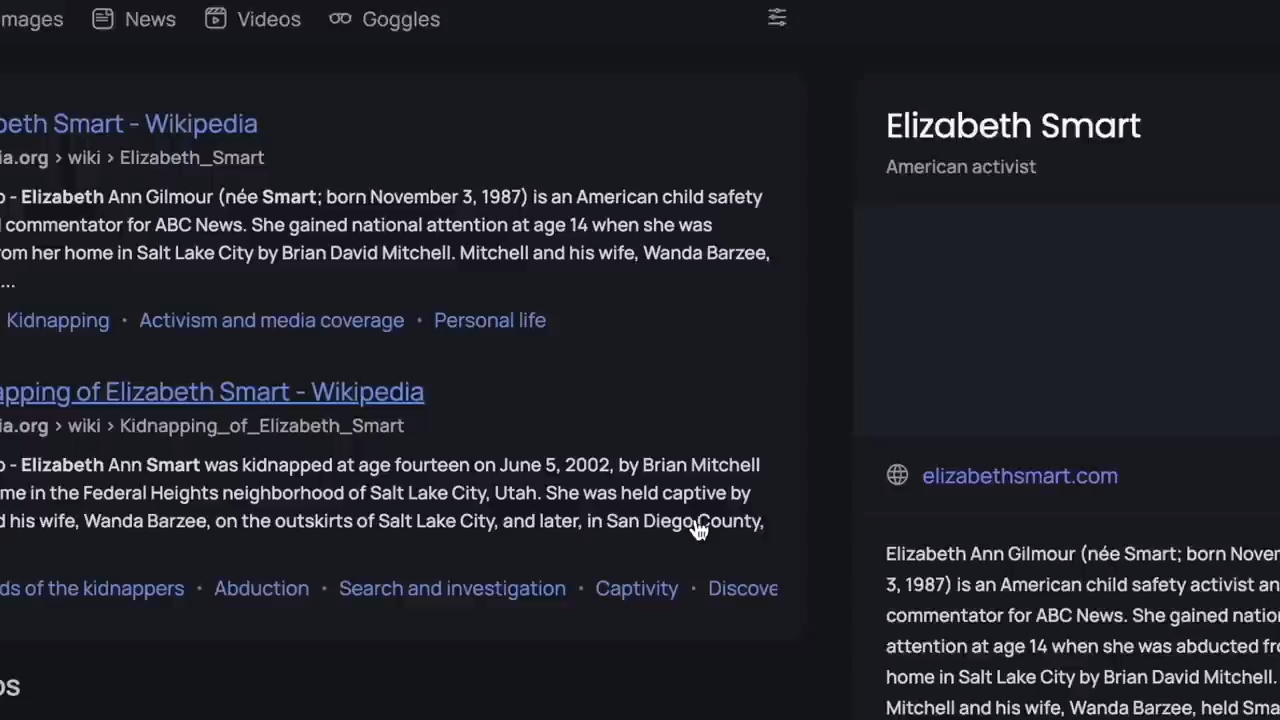 mages News Videos Goggles
beth Smart - Wikipedia
ia.org › wiki › Elizabeth_Smart
o - Elizabeth Ann Gilmour (née Smart; born November 3, 1987) is an American child safety
commentator for ABC News. She gained national attention at age 14 when she was
rom her home in Salt Lake City by Brian David Mitchell. Mitchell and his wife, Wanda Barzee,
...
Kidnapping · Activism and media coverage · Personal life
apping of Elizabeth Smart - Wikipedia
ia.org › wiki › Kidnapping_of_Elizabeth_Smart
o - Elizabeth Ann Smart was kidnapped at age fourteen on June 5, 2002, by Brian Mitchell
me in the Federal Heights neighborhood of Salt Lake City, Utah. She was held captive by
d his wife, Wanda Barzee, on the outskirts of Salt Lake City, and later, in San Diego County,
ds of the kidnappers · Abduction · Search and investigation · Captivity · Discove
os
Elizabeth Smart
American activist
elizabethsmart.com
Elizabeth Ann Gilmour (née Smart; born Nover
3, 1987) is an American child safety activist an
commentator for ABC News. She gained natio
attention at age 14 when she was abducted fr
home in Salt Lake City by Brian David Mitchell.
Mitchell and his wife, Wanda Barzee, held Sma